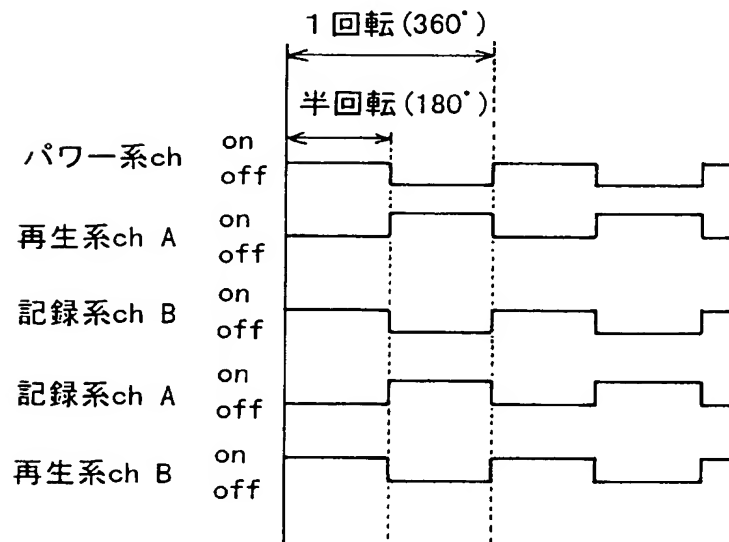 1回転(360°)
半回転(180°)
パワー系ch on
off
再生系ch A on
off
記録系ch B on
off
記録系ch A on
off
再生系ch B on
off